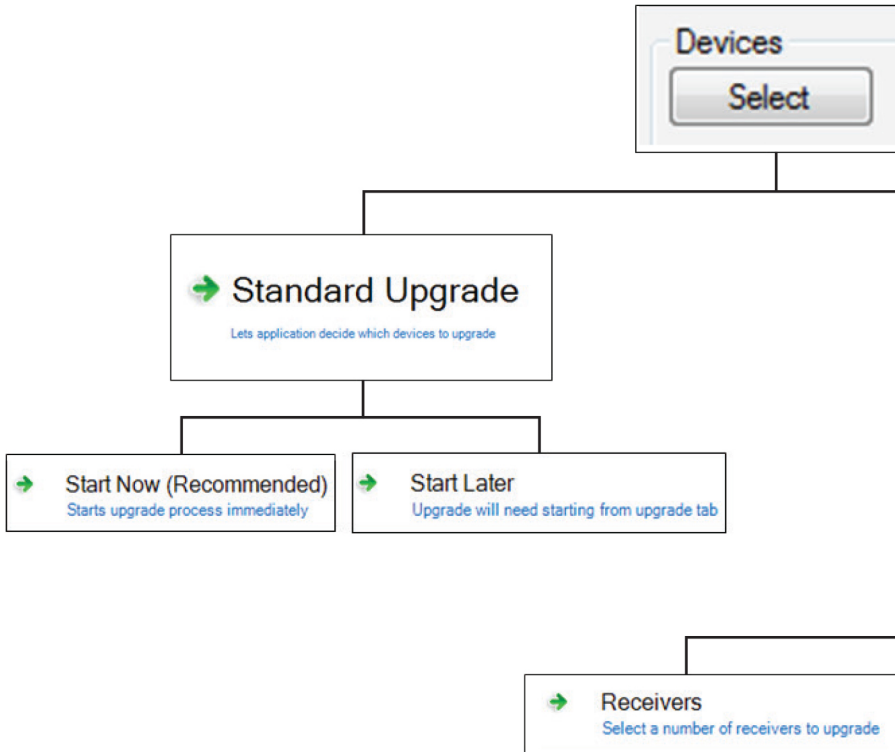 Devices
Select
Standard Upgrade
Lets application decide which devices to upgrade
Start Now (Recommended)
Starts upgrade process immediately
Start Later
Upgrade will need starting from upgrade tab
Receivers
Select a number of receivers to upgrade